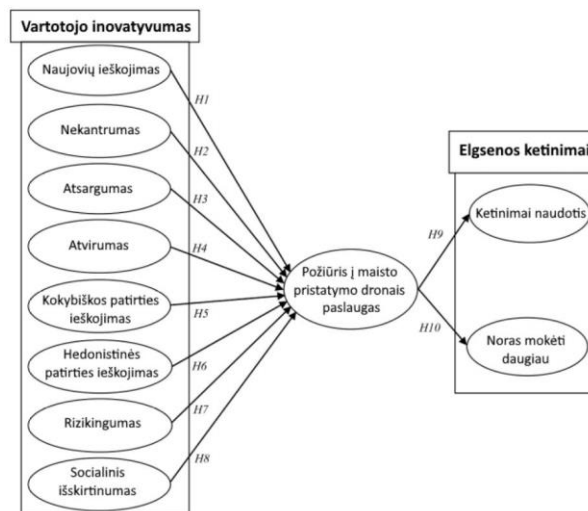 Vartotojo inovatyvumas
Naujovių ieškojimas
Nekantrumas
Atsargumas
Atvirumas
Kokybiškos patirties
ieškojimas
Hedonistinės
patirties ieškojimas
Rizikingumas
Socialinis
išskirtinumas
H1
H2
H3
H4
H5
H6
H7
H8
Požiūris į maisto
pristatymo dronais
paslaugas
H9
H10
Elgsenos ketinimai
Ketinimai naudotis
Noras mokėti
daugiau